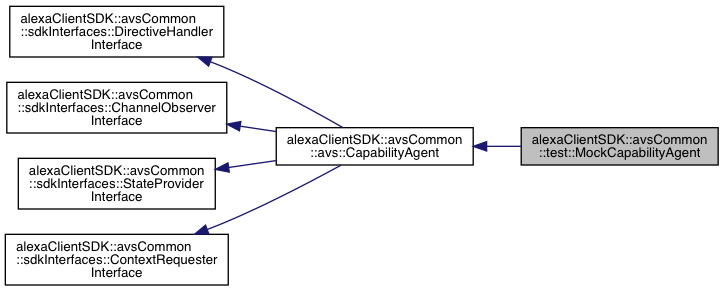 alexaClientSDK::avsCommon
::sdkInterfaces::DirectiveHandler
Interface
alexaClientSDK::avsCommon
::sdkInterfaces::ChannelObserver
Interface
alexaClientSDK::avsCommon
::sdkInterfaces::StateProvider
Interface
alexaClientSDK::avsCommon
::sdkInterfaces::ContextRequester
Interface
alexaClientSDK::avsCommon
::avs::CapabilityAgent
alexaClientSDK::avsCommon
::test::MockCapabilityAgent